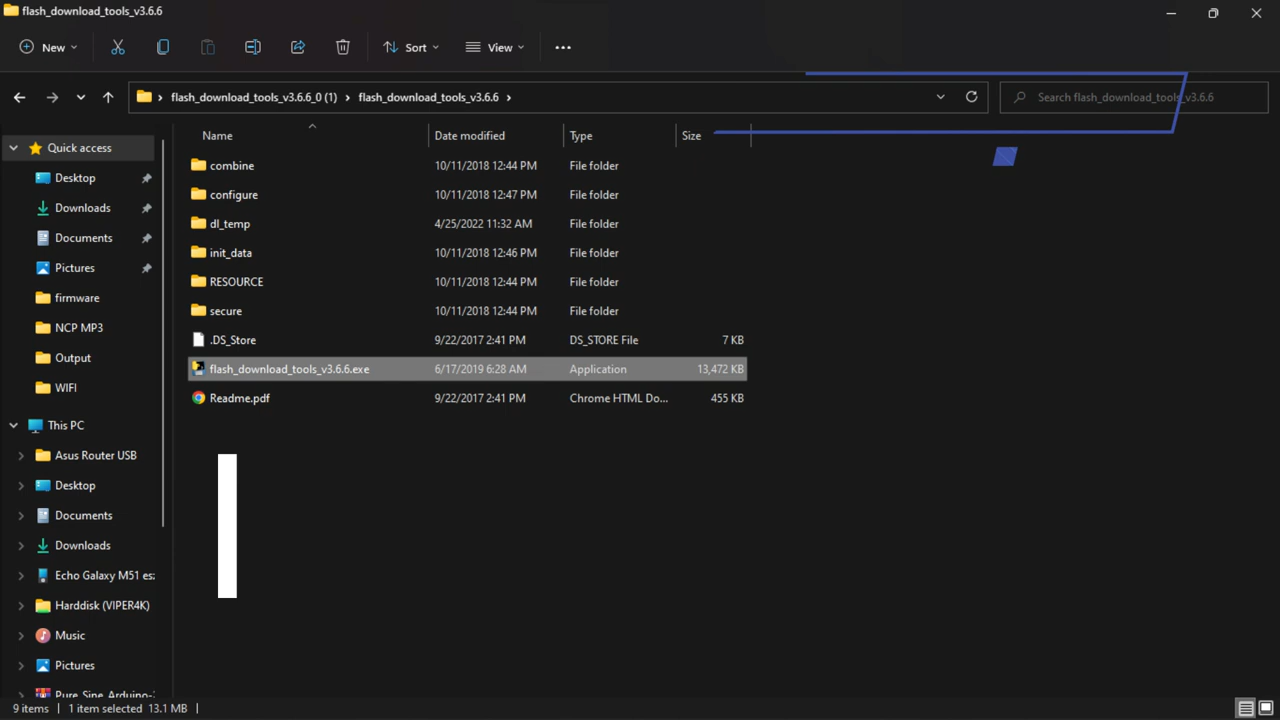 flash_download_tools_v3.6.6
New
Sort
View
flash_download_tools_v3.6.6_0 (1) flash_download_tools_v3.6.6
Search flash_download_tools_v3.6.6
Name Date modified Type Size
Quick access
Desktop
Downloads
Documents
Pictures
firmware
NCP MP3
Output
WIFI
This PC
Asus Router USB
Desktop
Documents
Downloads
Echo Galaxy M51 esz
Harddisk (VIPER4K)
Music
Pictures
Pure_Sine_Arduino-
combine 10/11/2018 12:44 PM File folder
configure 10/11/2018 12:47 PM File folder
dl_temp 4/25/2022 11:32 AM File folder
init_data 10/11/2018 12:46 PM File folder
RESOURCE 10/11/2018 12:44 PM File folder
secure 10/11/2018 12:44 PM File folder
.DS_Store 9/22/2017 2:41 PM DS_STORE File 7 KB
flash_download_tools_v3.6.6.exe 6/17/2019 6:28 AM Application 13,472 KB
Readme.pdf 9/22/2017 2:41 PM Chrome HTML Do... 455 KB
9 items 1 item selected 13.1 MB